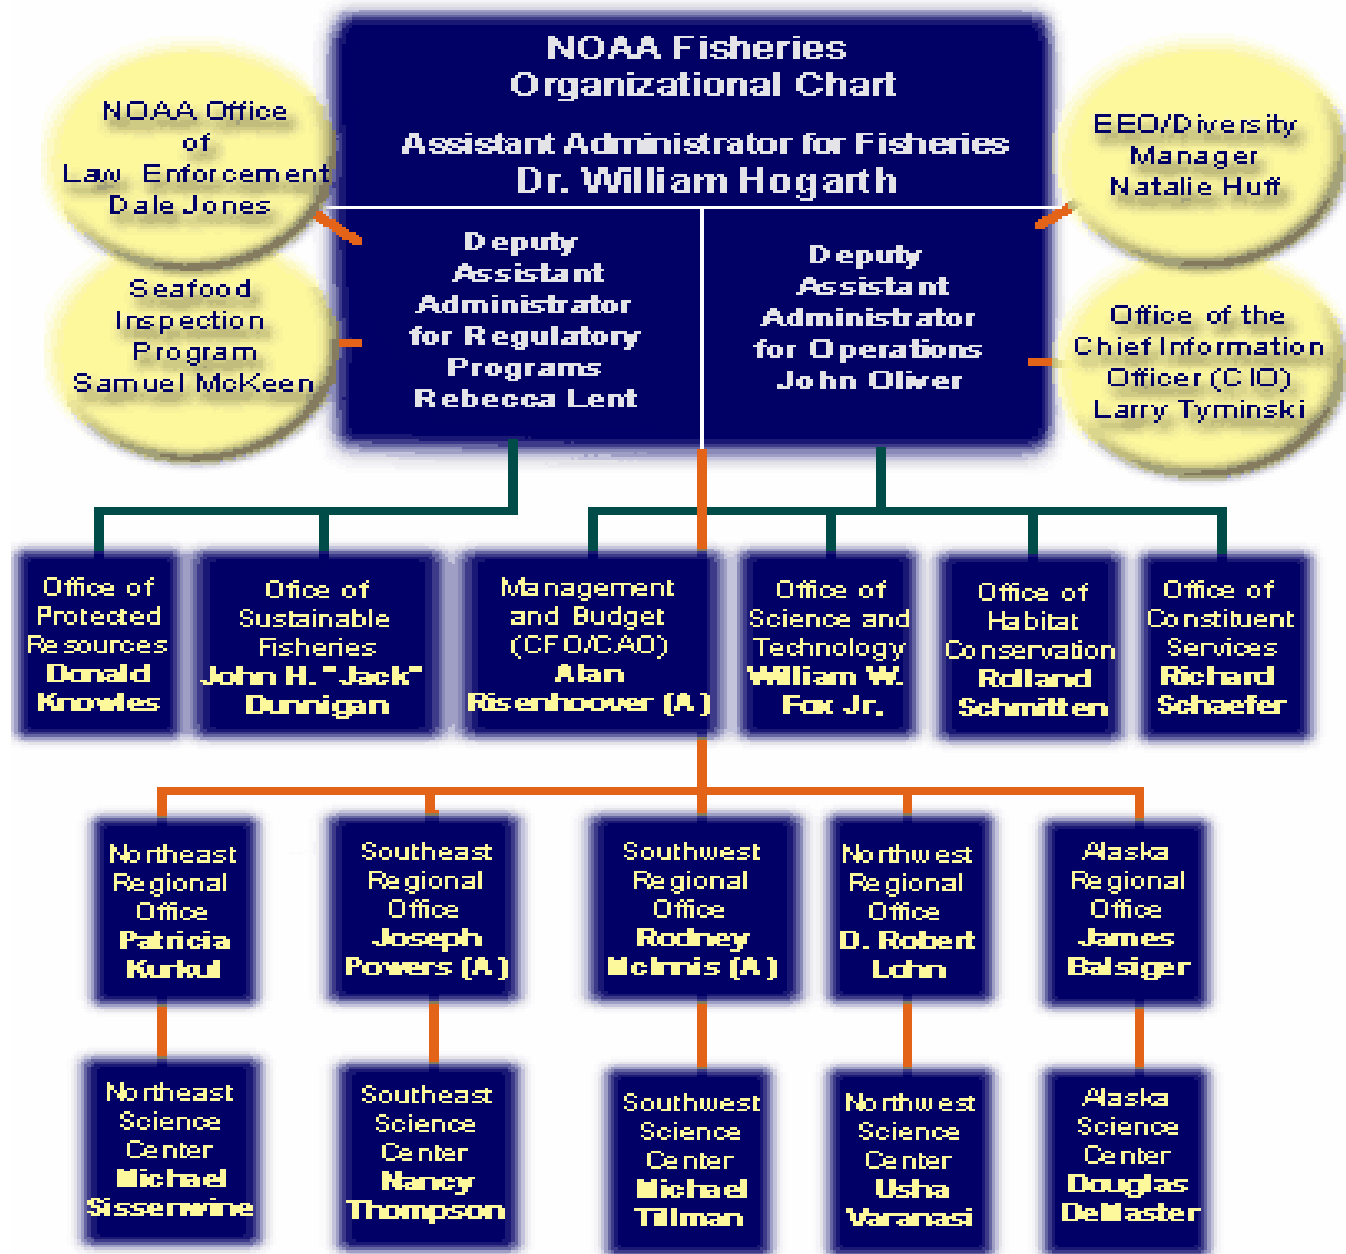 NOAA Fisheries
Organizational Chart
Assistant Administrator for Fisheries
Dr. William Hogarth
NOAA Office
of
Law Enforcement
Dale Jones
EEO/Diversity
Manager
Natalie Huff
Seafood
Inspection
Program
Samuel McKeen
Deputy
Assistant
Administrator
for Regulatory
Programs
Rebecca Lent
Deputy
Assistant
Administrator
for Operations
John Oliver
Office of the
Chief Information
Officer (CIO)
Larry Tyminski
Office of
Protected
Resources
Donald
Knowles
Ofice of
Sustainable
Fisheries
John H. "Jack"
Dunnigan
Management
and Budget
(CFO/CAO)
Alan
Risenhoover (A)
Office of
Science and
Technology
William W.
Fox Jr.
Office of
Habitat
Conservation
Rolland
Schmitten
Office of
Constituent
Services
Richard
Schaefer
Northeast
Regional
Office
Patricia
Kurkul
Southeast
Regional
Office
Joseph
Powers (A)
Southwest
Regional
Office
Rodney
McInnis (A)
Northwest
Regional
Office
D. Robert
Lohn
Alaska
Regional
Office
James
Balsiger
Northeast
Science
Center
Michael
Sissenwine
Southeast
Science
Center
Nancy
Thompson
Southwest
Science
Center
Michael
Tillman
Northwest
Science
Center
Usha
Varanasi
Alaska
Science
Center
Douglas
DeMaster